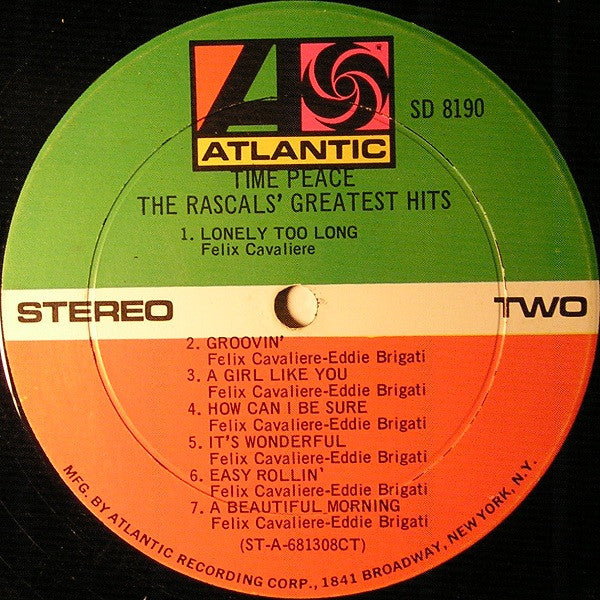 ATLANTIC
SD 8190
TIME PEACE
THE RASCALS' GREATEST HITS
1. LONELY TOO LONG
Felix Cavaliere
STEREO
TWO
2. GROOVIN'
Felix Cavaliere-Eddie Brigati
3. A GIRL LIKE YOU
Felix Cavaliere-Eddie Brigati
4. HOW CAN I BE SURE
Felix Cavaliere-Eddie Brigati
5. IT'S WONDERFUL
Felix Cavaliere-Eddie Brigati
6. EASY ROLLIN'
Felix Cavaliere-Eddie Brigati
7. A BEAUTIFUL MORNING
Felix Cavaliere-Eddie Brigati
(ST-A-681308CT)
MFG. BY ATLANTIC RECORDING CORP., 1841 BROADWAY, NEW YORK, N.Y.